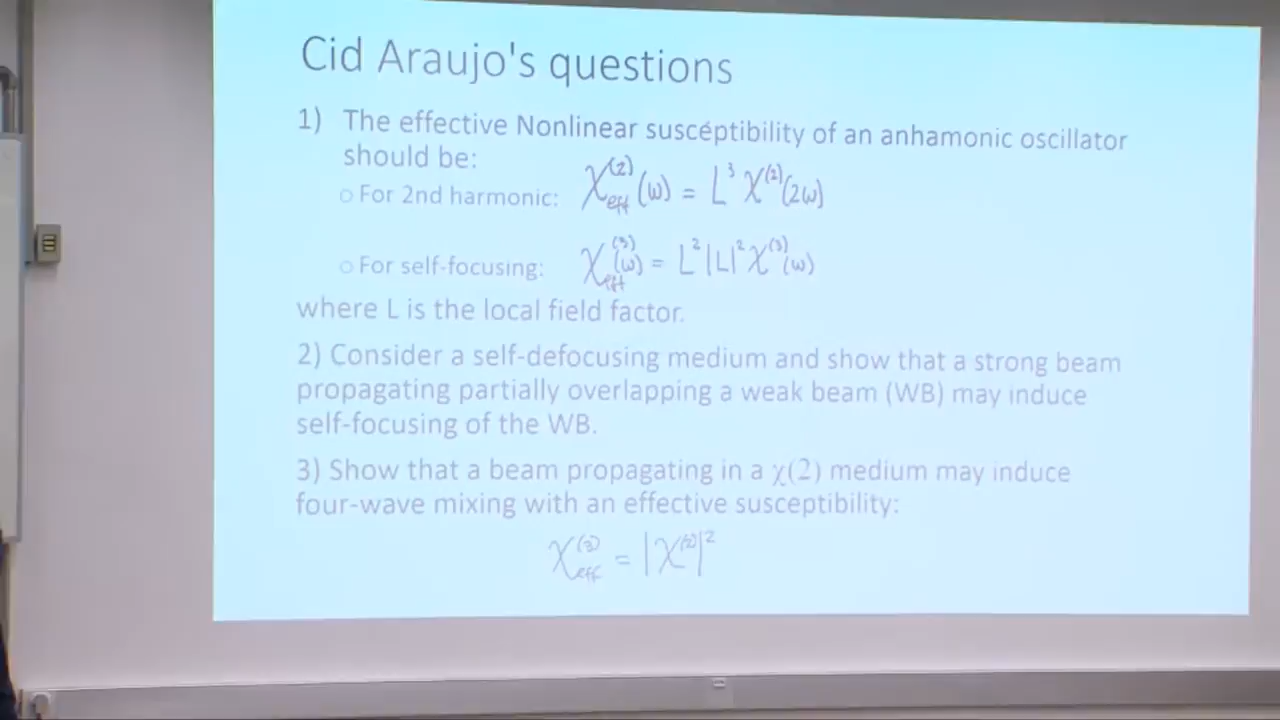 Cid Araujo's questions
1) The effective Nonlinear susceptibility of an anhamonic oscillator
should be:
○ For 2nd harmonic: χ_eff^(2)(ω) = L^3 χ^(2)(2ω)
○ For self-focusing: χ_eff^(3)(ω) = L^2|L|^2 χ^(3)(ω)
where L is the local field factor.
2) Consider a self-defocusing medium and show that a strong beam
propagating partially overlapping a weak beam (WB) may induce
self-focusing of the WB.
3) Show that a beam propagating in a χ(2) medium may induce
four-wave mixing with an effective susceptibility:
χ_eff^(3) = |χ^(2)|^2